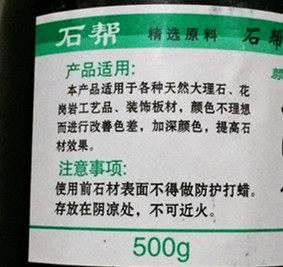 石帮 精选原料 石帮
产品适用:
本产品适用于各种天然大理石、花
岗岩工艺品、装饰板材，颜色不理想
而进行改善色差，加深颜色，提高石
材效果。
注意事项:
使用前石材表面不得做防护打蜡。
存放在阴凉处，不可近火。
500g